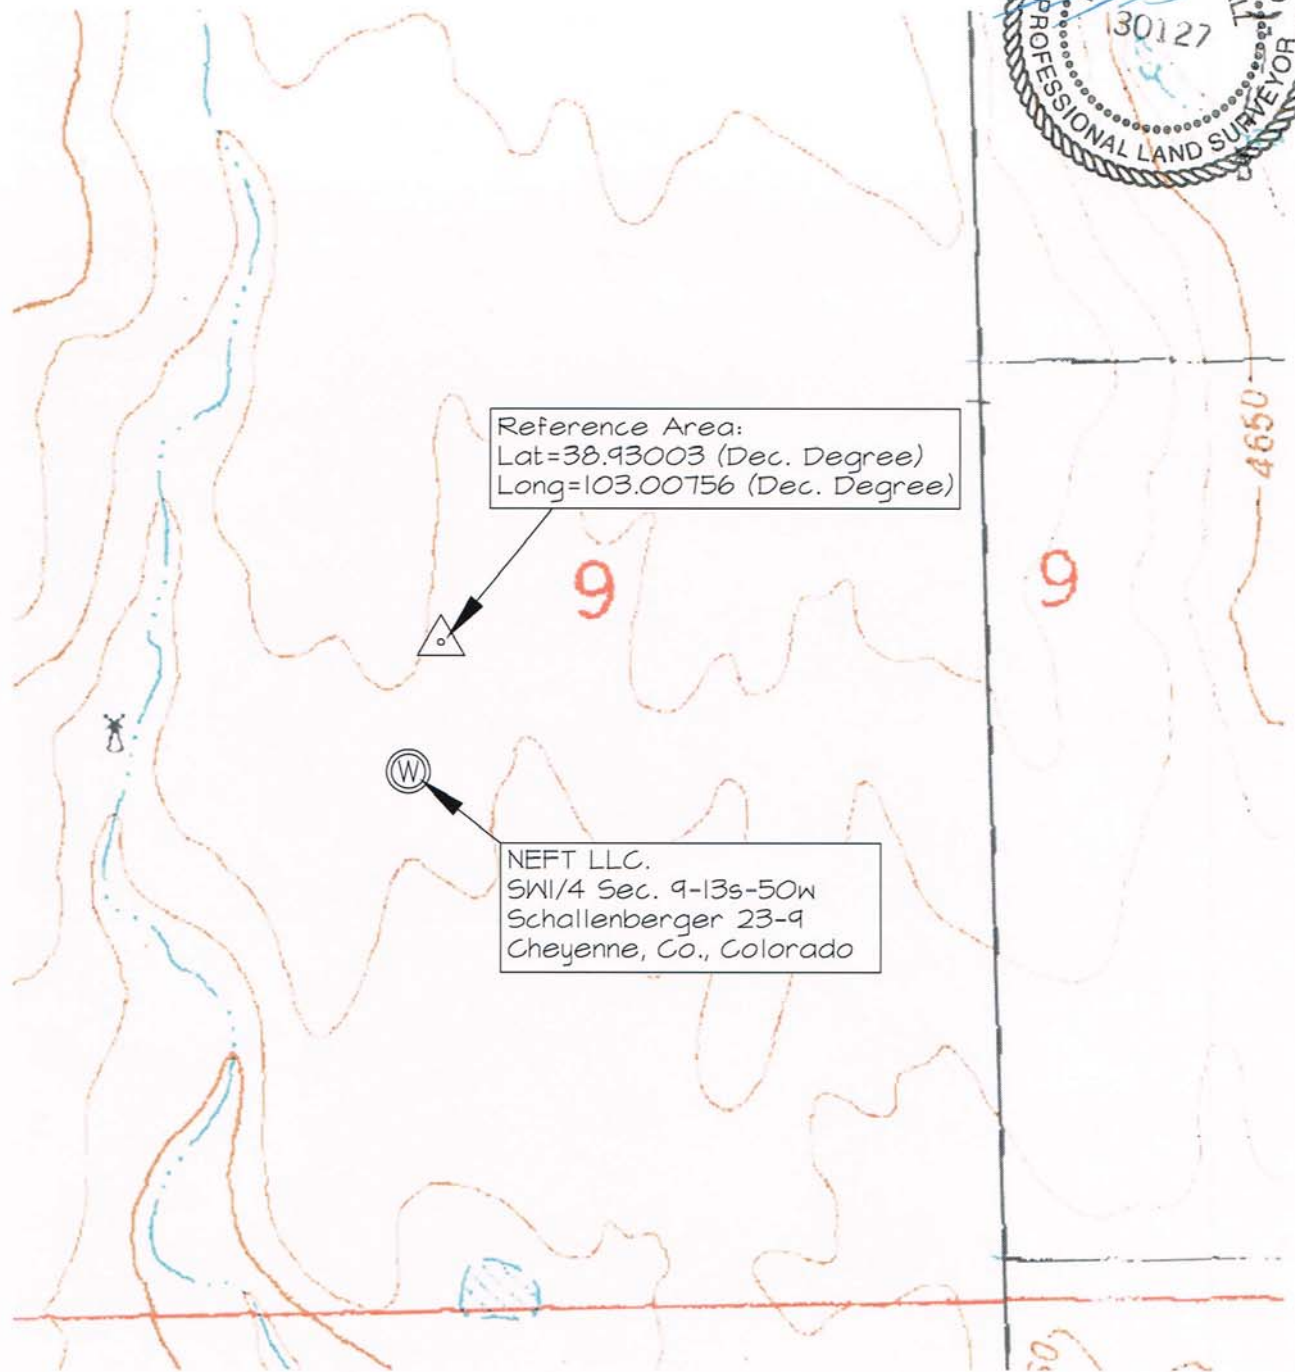 30127
PROFESSIONAL LAND SURVEYOR
Reference Area:
Lat=38.93003 (Dec. Degree)
Long=103.00756 (Dec. Degree)
4650
9
9
W
NEFT LLC.
SW1/4 Sec. 9-13s-50w
Schallenberger 23-9
Cheyenne, Co., Colorado